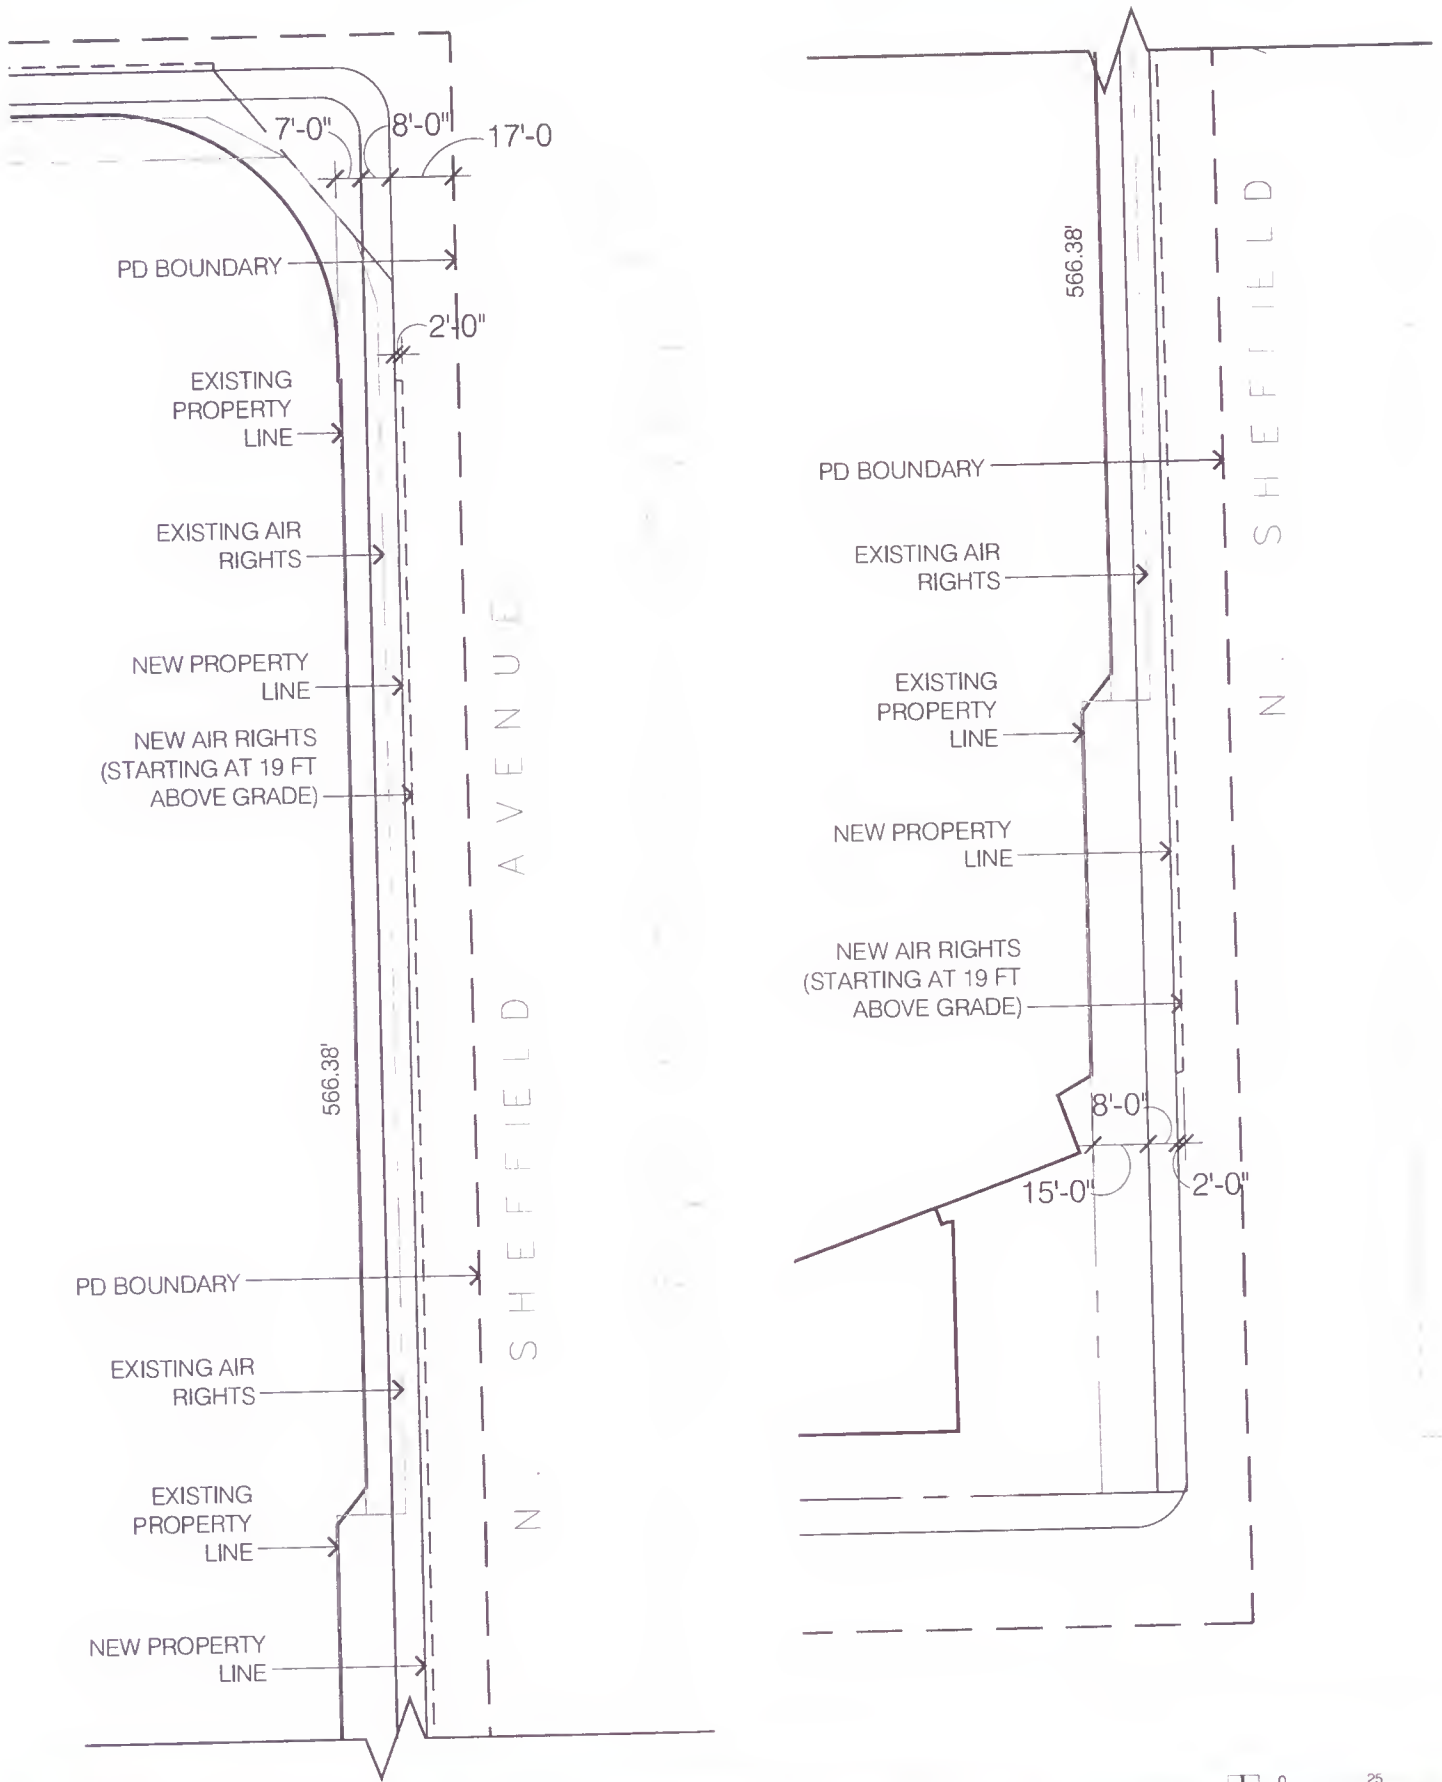 7'-0"
8'-0"
17'-0
PD BOUNDARY
2'-0"
EXISTING
PROPERTY
LINE
EXISTING AIR
RIGHTS
NEW PROPERTY
LINE
NEW AIR RIGHTS
(STARTING AT 19 FT
ABOVE GRADE)
566.38'
PD BOUNDARY
EXISTING AIR
RIGHTS
EXISTING
PROPERTY
LINE
NEW PROPERTY
LINE
N. SHEFFIELD AVENUE
566.38'
PD BOUNDARY
EXISTING AIR
RIGHTS
EXISTING
PROPERTY
LINE
NEW PROPERTY
LINE
NEW AIR RIGHTS
(STARTING AT 19 FT
ABOVE GRADE)
8'-0"
15'-0"
2'-0"
N. SHEFFIELD
0
25